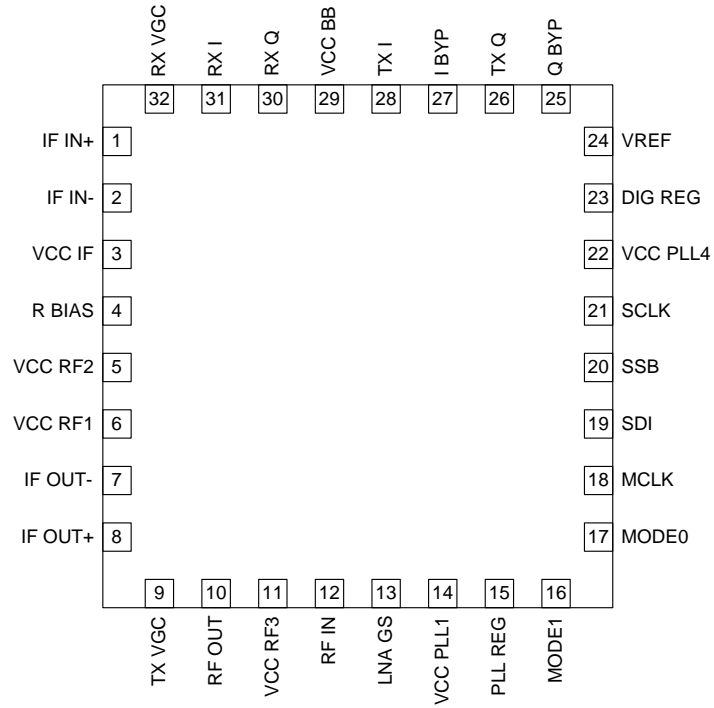 RX VGC
RX I
RX Q
VCC BB
TX I
I BYP
TX Q
Q BYP
32
31
30
29
28
27
26
25
IF IN+ 1
24 VREF
IF IN- 2
23 DIG REG
VCC IF 3
22 VCC PLL4
R BIAS 4
21 SCLK
VCC RF2 5
20 SSB
VCC RF1 6
19 SDI
IF OUT- 7
18 MCLK
IF OUT+ 8
17 MODE0
9
10
11
12
13
14
15
16
TX VGC
RF OUT
VCC RF3
RF IN
LNA GS
VCC PLL1
PLL REG
MODE1